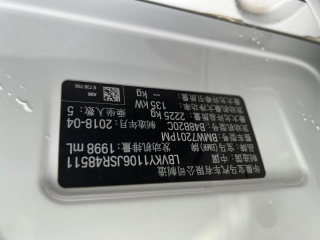 华晨宝马汽车有限公司制造
LBVKY1106JSR48511
制造国: 中国
发动机排量: 1998 mL
品牌: 宝马(BMW)牌
BMW7201PM
制造年月: 2018-04
B48B20C
乘坐人数: 5
2225 kg
135 kW
-- kg